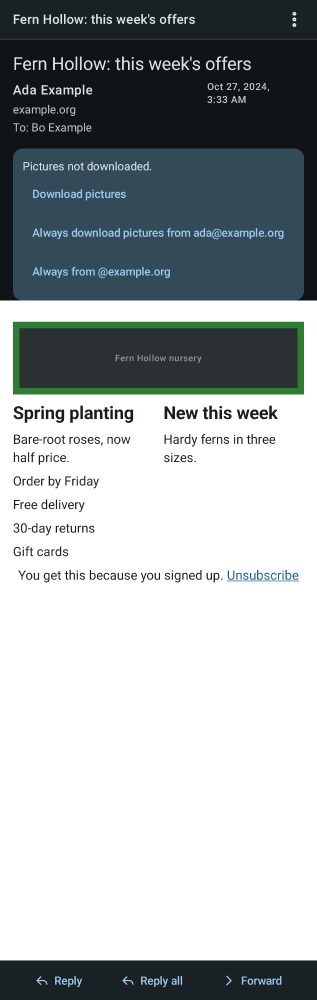 Fern Hollow: this week's offers
Fern Hollow: this week's offers
Ada Example
Oct 27, 2024,
3:33 AM
example.org
To: Bo Example
Pictures not downloaded.
Download pictures
Always download pictures from ada@example.org
Always from @example.org
Fern Hollow nursery
Spring planting
Bare-root roses, now
half price.
New this week
Hardy ferns in three
sizes.
Order by Friday
Free delivery
30-day returns
Gift cards
You get this because you signed up. Unsubscribe
Reply
Reply all
Forward